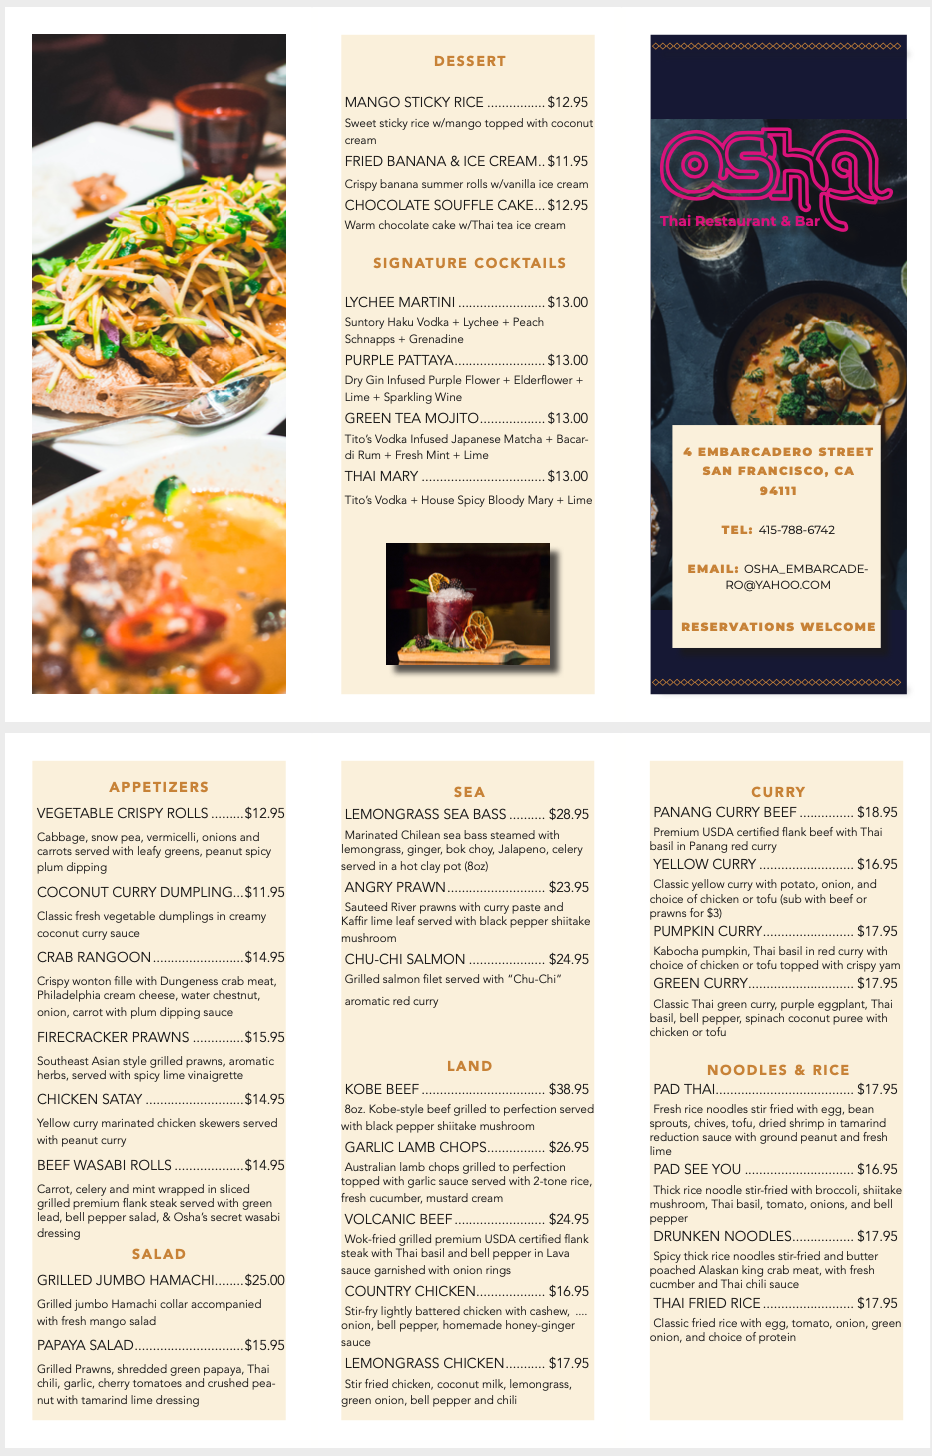 DESSERT
MANGO STICKY RICE ................ $12.95
Sweet sticky rice w/mango topped with coconut
cream
FRIED BANANA & ICE CREAM.. $11.95
Crispy banana summer rolls w/vanilla ice cream
CHOCOLATE SOUFFLE CAKE... $12.95
Warm chocolate cake w/Thai tea ice cream
SIGNATURE COCKTAILS
LYCHEE MARTINI ........................ $13.00
Suntory Haku Vodka + Lychee + Peach
Schnapps + Grenadine
PURPLE PATTAYA......................... $13.00
Dry Gin Infused Purple Flower + Elderflower +
Lime + Sparkling Wine
GREEN TEA MOJITO.................. $13.00
Tito's Vodka Infused Japanese Matcha + Bacar-
di Rum + Fresh Mint + Lime
THAI MARY .................................. $13.00
Tito's Vodka + House Spicy Bloody Mary + Lime
osha
Thai Restaurant & Bar
4 EMBARCADERO STREET
SAN FRANCISCO, CA
94111
TEL: 415-788-6742
EMAIL: OSHA_EMBARCADE-
RO@YAHOO.COM
RESERVATIONS WELCOME
APPETIZERS
VEGETABLE CRISPY ROLLS .........$12.95
Cabbage, snow pea, vermicelli, onions and
carrots served with leafy greens, peanut spicy
plum dipping
COCONUT CURRY DUMPLING...$11.95
Classic fresh vegetable dumplings in creamy
coconut curry sauce
CRAB RANGOON.........................$14.95
Crispy wonton fille with Dungeness crab meat,
Philadelphia cream cheese, water chestnut,
onion, carrot with plum dipping sauce
FIRECRACKER PRAWNS ..............$15.95
Southeast Asian style grilled prawns, aromatic
herbs, served with spicy lime vinaigrette
CHICKEN SATAY ...........................$14.95
Yellow curry marinated chicken skewers served
with peanut curry
BEEF WASABI ROLLS ...................$14.95
Carrot, celery and mint wrapped in sliced
grilled premium flank steak served with green
lead, bell pepper salad, & Osha's secret wasabi
dressing
SALAD
GRILLED JUMBO HAMACHI........$25.00
Grilled jumbo Hamachi collar accompanied
with fresh mango salad
PAPAYA SALAD..............................$15.95
Grilled Prawns, shredded green papaya, Thai
chili, garlic, cherry tomatoes and crushed pea-
nut with tamarind lime dressing
SEA
LEMONGRASS SEA BASS .......... $28.95
Marinated Chilean sea bass steamed with
lemongrass, ginger, bok choy, Jalapeno, celery
served in a hot clay pot (8oz)
ANGRY PRAWN........................... $23.95
Sauteed River prawns with curry paste and
Kaffir lime leaf served with black pepper shiitake
mushroom
CHU-CHI SALMON ..................... $24.95
Grilled salmon filet served with "Chu-Chi"
aromatic red curry
LAND
KOBE BEEF .................................. $38.95
8oz. Kobe-style beef grilled to perfection served
with black pepper shiitake mushroom
GARLIC LAMB CHOPS................ $26.95
Australian lamb chops grilled to perfection
topped with garlic sauce served with 2-tone rice,
fresh cucumber, mustard cream
VOLCANIC BEEF ......................... $24.95
Wok-fried grilled premium USDA certified flank
steak with Thai basil and bell pepper in Lava
sauce garnished with onion rings
COUNTRY CHICKEN................... $16.95
Stir-fry lightly battered chicken with cashew, ....
onion, bell pepper, homemade honey-ginger
sauce
LEMONGRASS CHICKEN........... $17.95
Stir fried chicken, coconut milk, lemongrass,
green onion, bell pepper and chili
CURRY
PANANG CURRY BEEF ............... $18.95
Premium USDA certified flank beef with Thai
basil in Panang red curry
YELLOW CURRY .......................... $16.95
Classic yellow curry with potato, onion, and
choice of chicken or tofu (sub with beef or
prawns for $3)
PUMPKIN CURRY......................... $17.95
Kabocha pumpkin, Thai basil in red curry with
choice of chicken or tofu topped with crispy yam
GREEN CURRY............................. $17.95
Classic Thai green curry, purple eggplant, Thai
basil, bell pepper, spinach coconut puree with
chicken or tofu
NOODLES & RICE
PAD THAI...................................... $17.95
Fresh rice noodles stir fried with egg, bean
sprouts, chives, tofu, dried shrimp in tamarind
reduction sauce with ground peanut and fresh
lime
PAD SEE YOU .............................. $16.95
Thick rice noodle stir-fried with broccoli, shiitake
mushroom, Thai basil, tomato, onions, and bell
pepper
DRUNKEN NOODLES................. $17.95
Spicy thick rice noodles stir-fried and butter
poached Alaskan king crab meat, with fresh
cucmber and Thai chili sauce
THAI FRIED RICE ......................... $17.95
Classic fried rice with egg, tomato, onion, green
onion, and choice of protein